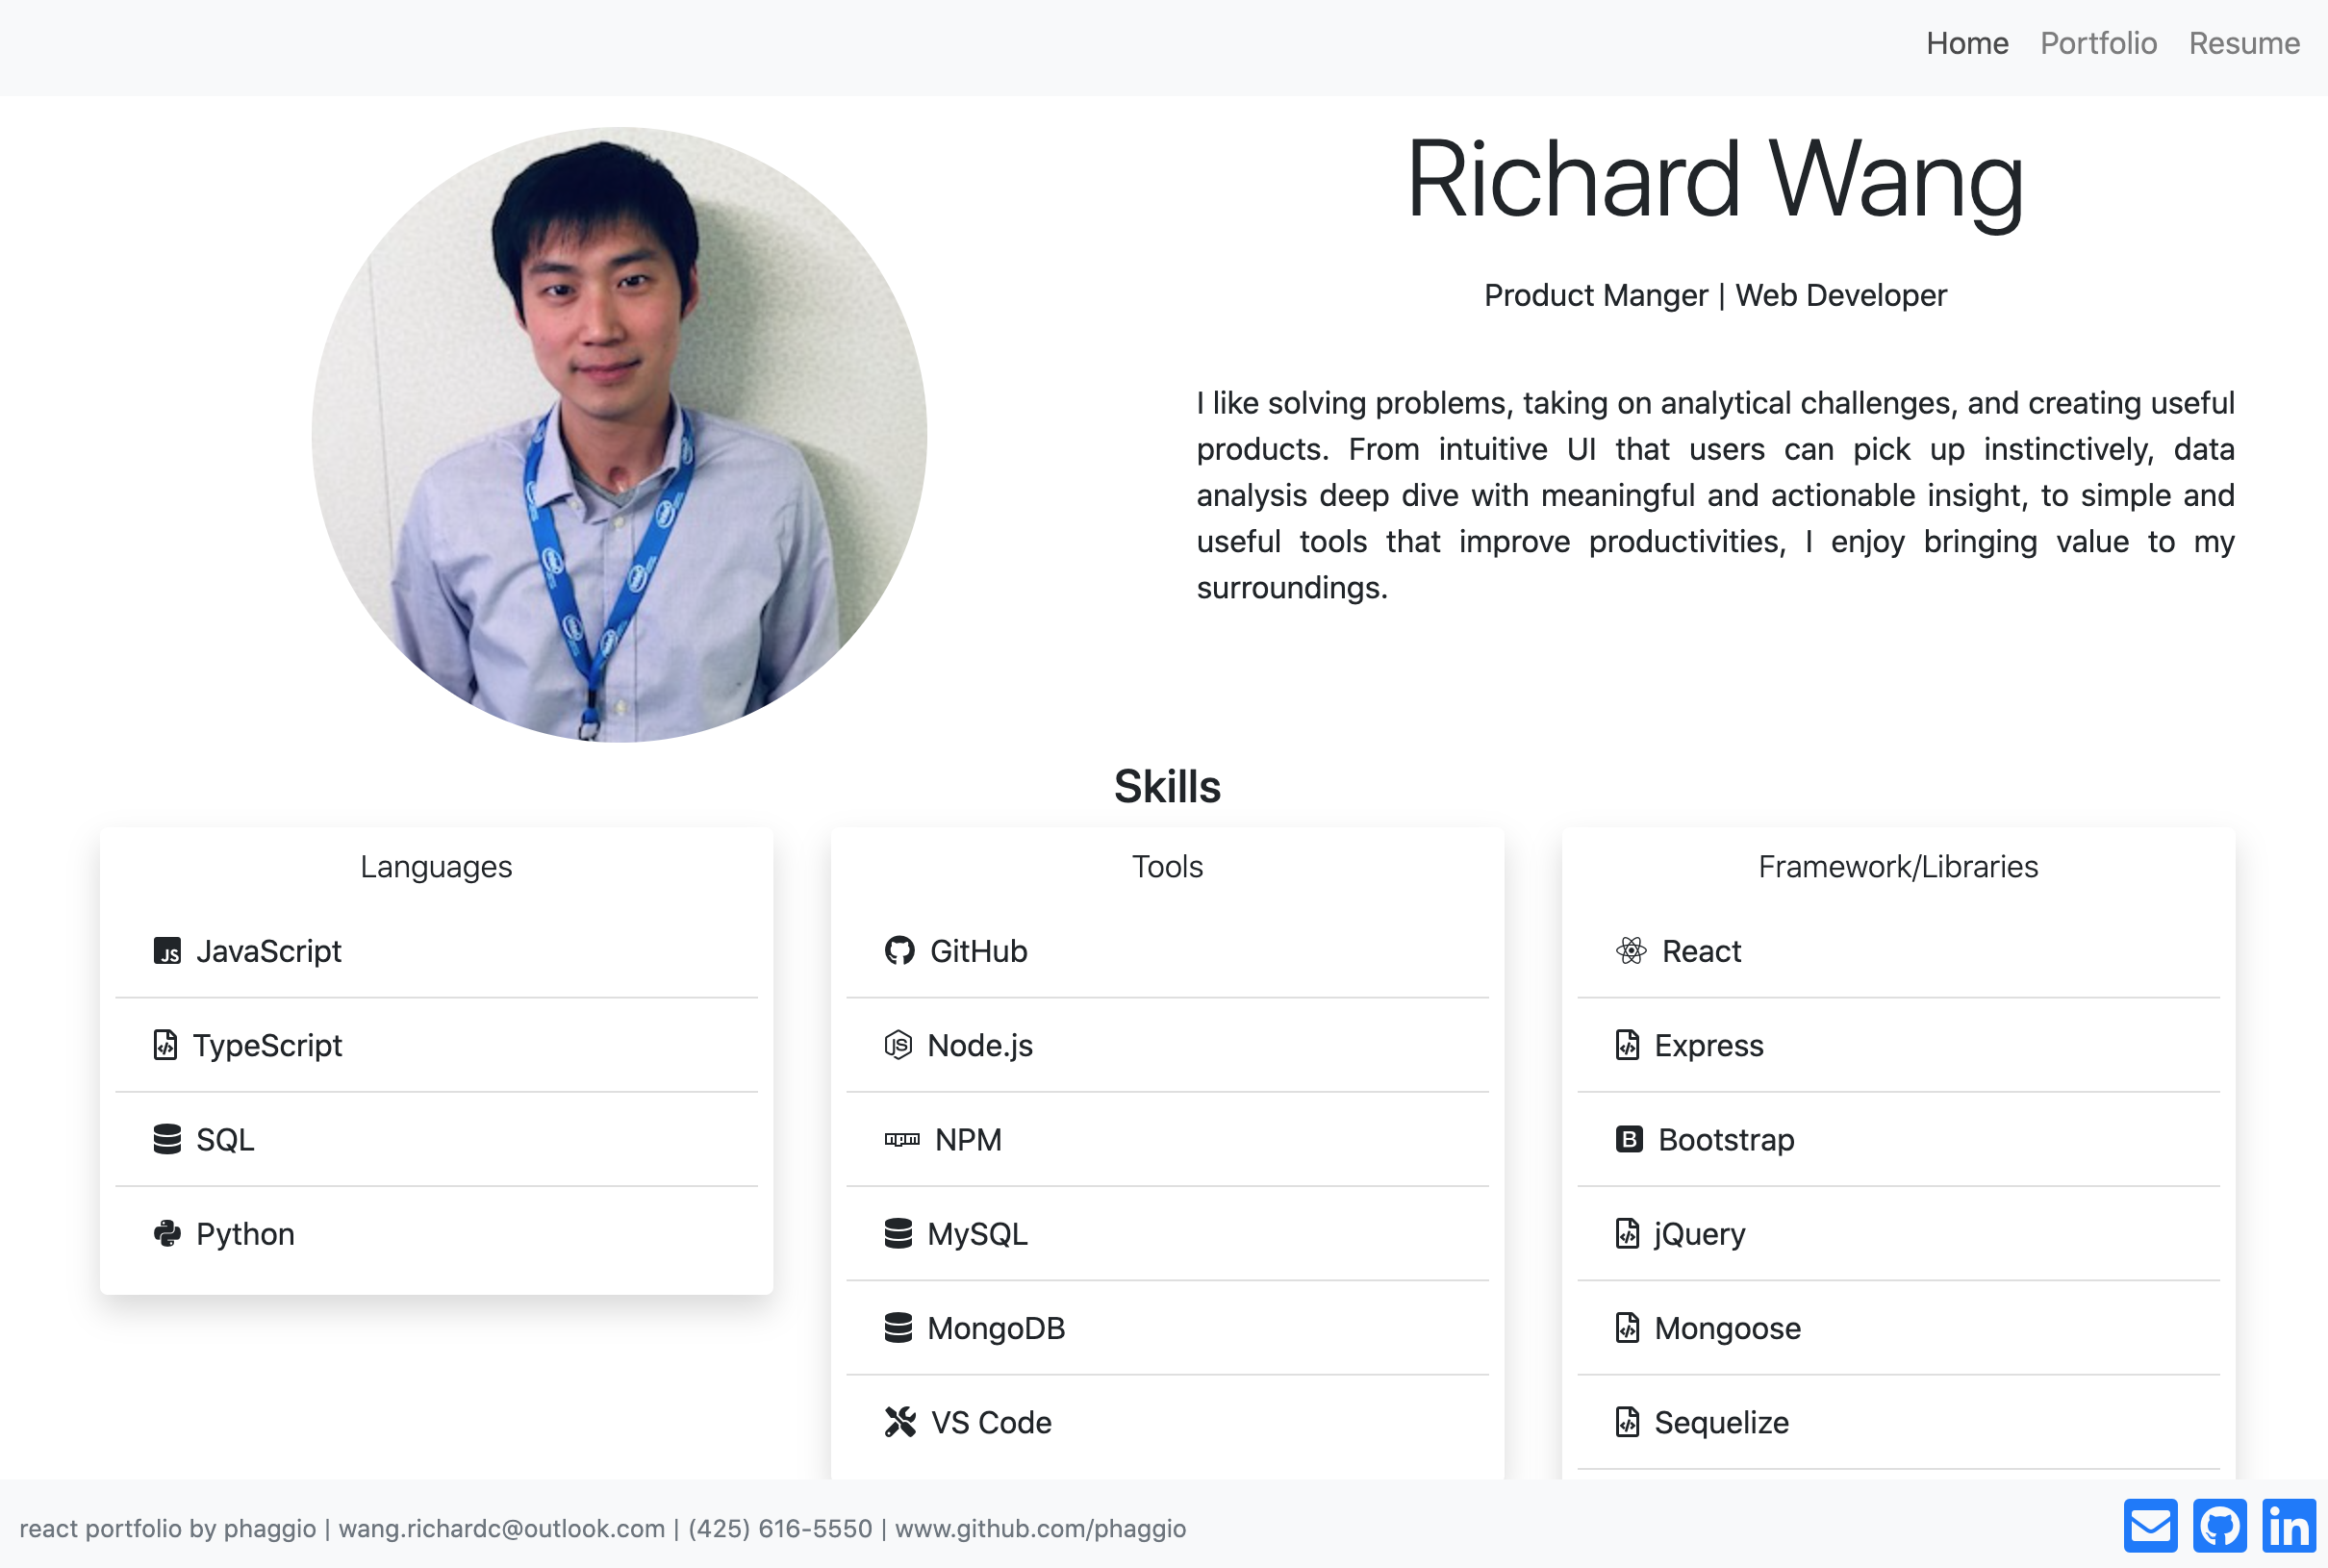 Home Portfolio Resume
Richard Wang
Product Manger | Web Developer
I like solving problems, taking on analytical challenges, and creating useful
products. From intuitive UI that users can pick up instinctively, data
analysis deep dive with meaningful and actionable insight, to simple and
useful tools that improve productivities, I enjoy bringing value to my
surroundings.
Skills
Languages
JavaScript
TypeScript
SQL
Python
Tools
GitHub
Node.js
NPM
MySQL
MongoDB
VS Code
Framework/Libraries
React
Express
Bootstrap
jQuery
Mongoose
Sequelize
react portfolio by phaggio | wang.richardc@outlook.com | (425) 616-5550 | www.github.com/phaggio